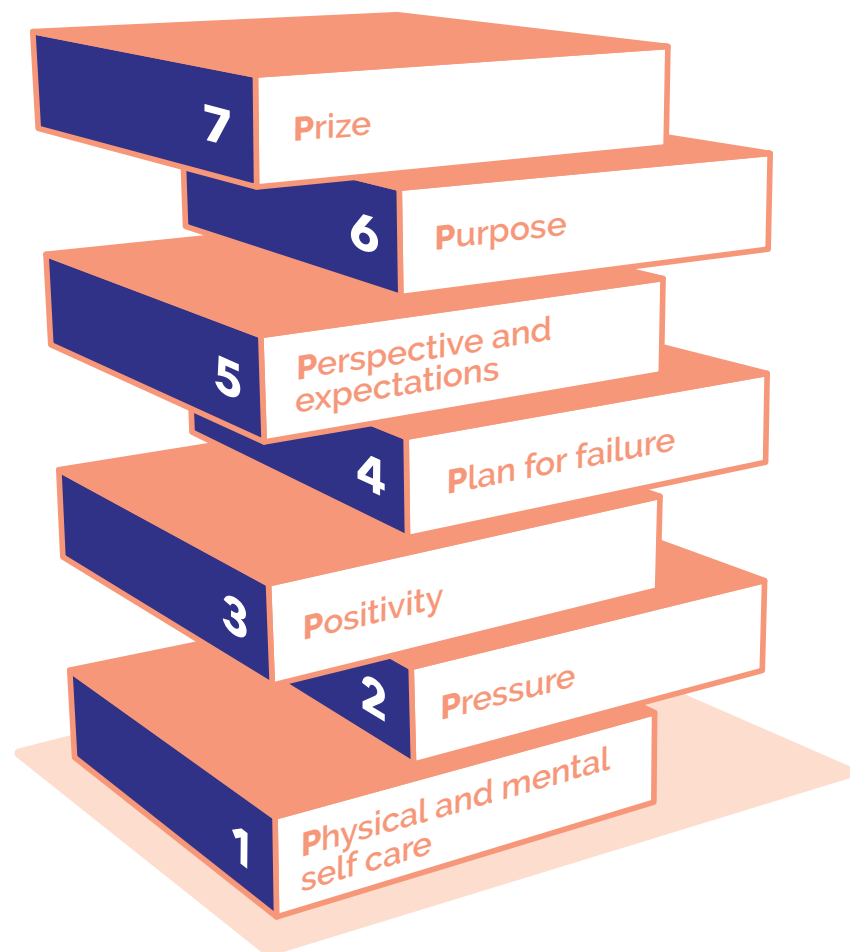 7 Prize
6 Purpose
5 Perspective and
expectations
4 Plan for failure
3 Positivity
2 Pressure
1 Physical and mental
self care